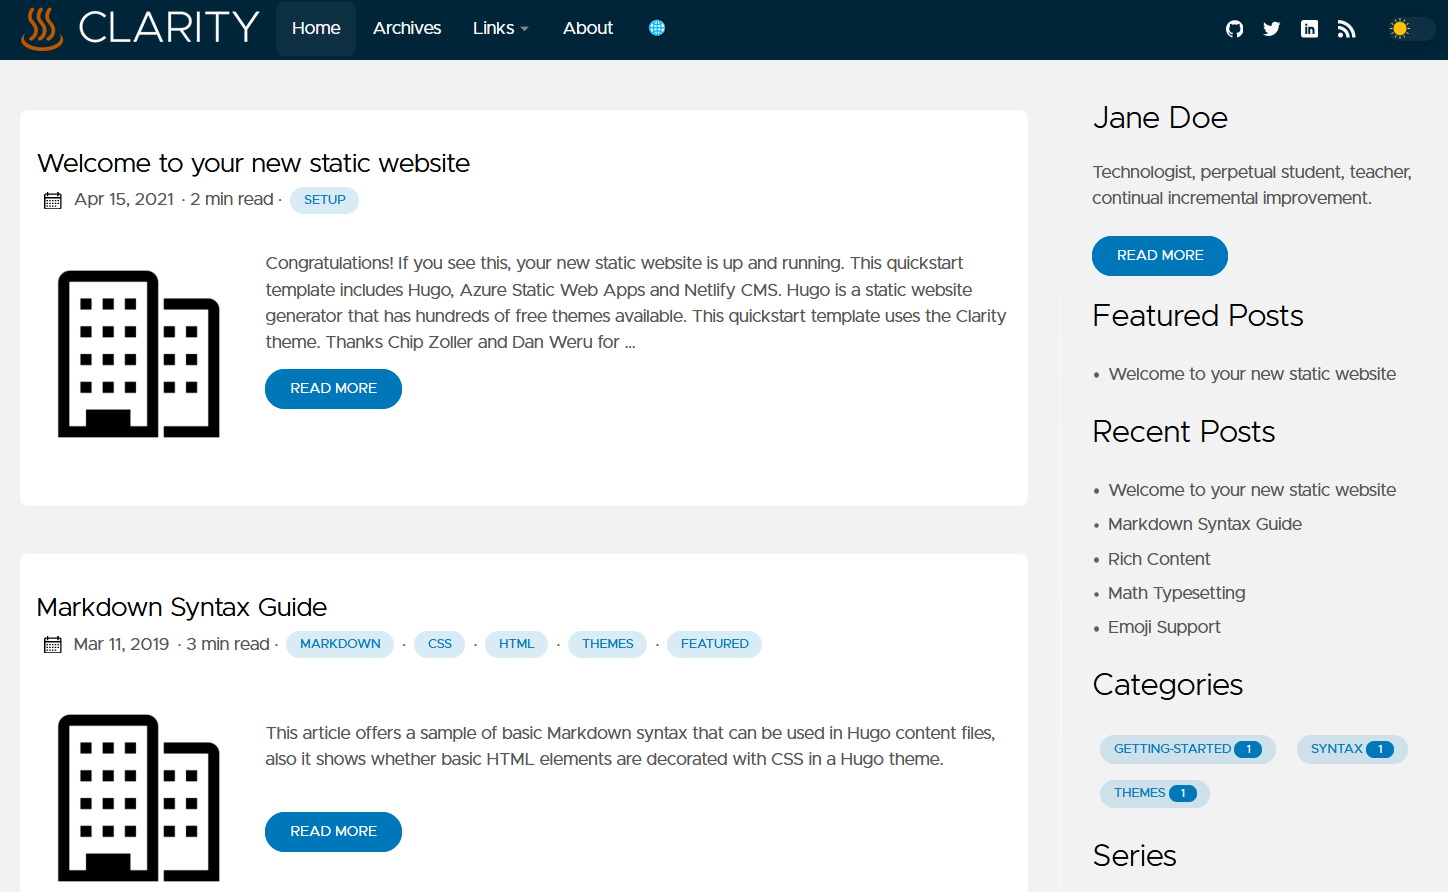 CLARITY
Home
Archives
Links
About
Welcome to your new static website
Apr 15, 2021 · 2 min read · SETUP
Congratulations! If you see this, your new static website is up and running. This quickstart
template includes Hugo, Azure Static Web Apps and Netlify CMS. Hugo is a static website
generator that has hundreds of free themes available. This quickstart template uses the Clarity
theme. Thanks Chip Zoller and Dan Weru for ...
READ MORE
Markdown Syntax Guide
Mar 11, 2019 · 3 min read · MARKDOWN · CSS · HTML · THEMES · FEATURED
This article offers a sample of basic Markdown syntax that can be used in Hugo content files,
also it shows whether basic HTML elements are decorated with CSS in a Hugo theme.
READ MORE
Jane Doe
Technologist, perpetual student, teacher,
continual incremental improvement.
READ MORE
Featured Posts
• Welcome to your new static website
Recent Posts
• Welcome to your new static website
• Markdown Syntax Guide
• Rich Content
• Math Typesetting
• Emoji Support
Categories
GETTING-STARTED 1
SYNTAX 1
THEMES 1
Series